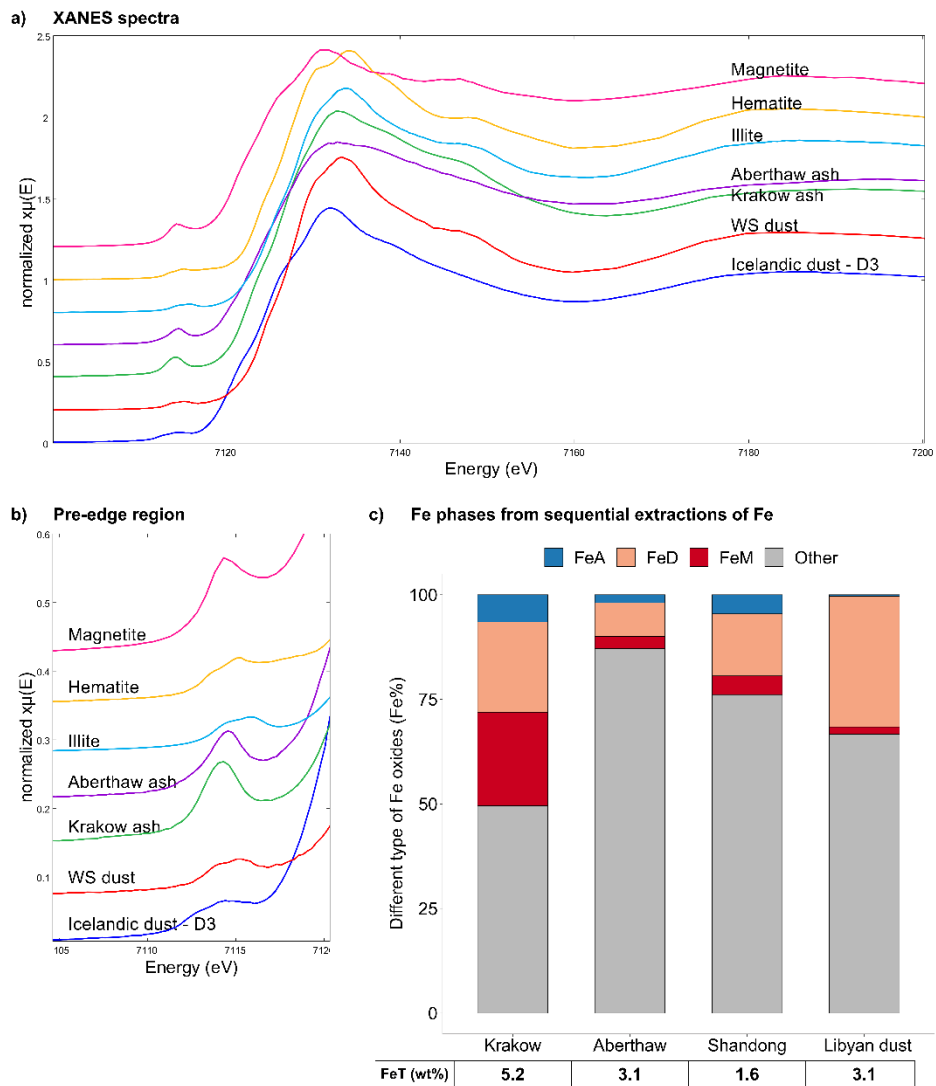 a) XANES spectra
2.5
2
1.5
1
0.5
0
normalized xμ(E)
Magnetite
Hematite
Illite
Aberthaw ash
Krakow ash
WS dust
Icelandic dust - D3
7120
7140
7160
7180
7200
Energy (eV)
b) Pre-edge region
0.6
0.5
0.4
0.3
0.2
0.1
normalized xμ(E)
Magnetite
Hematite
Illite
Aberthaw ash
Krakow ash
WS dust
Icelandic dust - D3
105
7110
7115
712
Energy (eV)
c) Fe phases from sequential extractions of Fe
FeA FeD FeM Other
100
75
50
25
0
Different type of Fe oxides (Fe%)
Krakow Aberthaw Shandong Libyan dust
FeT (wt%) 5.2 3.1 1.6 3.1